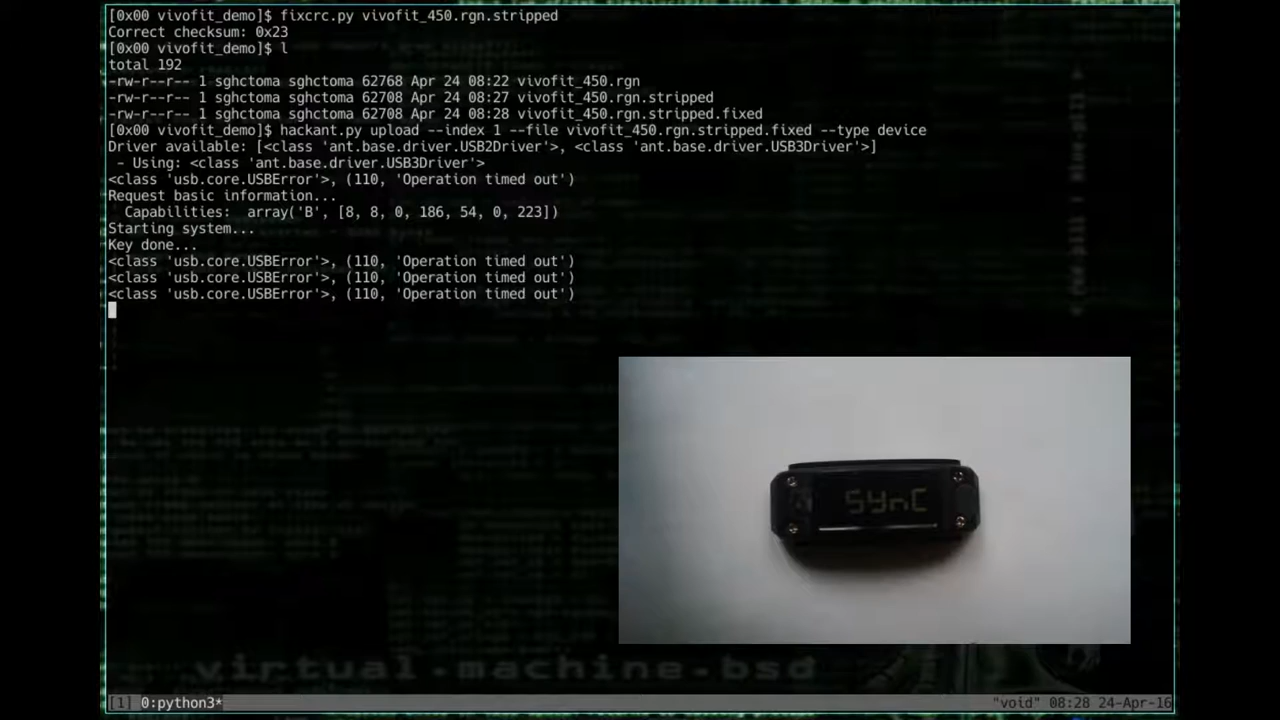 [0x00 vivofit_demo]$ fixcrc.py vivofit_450.rgn.stripped
Correct checksum: 0x23
[0x00 vivofit_demo]$ l
total 192
-rw-r--r-- 1 sghctoma sghctoma 62768 Apr 24 08:22 vivofit_450.rgn
-rw-r--r-- 1 sghctoma sghctoma 62708 Apr 24 08:27 vivofit_450.rgn.stripped
-rw-r--r-- 1 sghctoma sghctoma 62708 Apr 24 08:28 vivofit_450.rgn.stripped.fixed
[0x00 vivofit_demo]$ hackant.py upload --index 1 --file vivofit_450.rgn.stripped.fixed --type device
Driver available: [<class 'ant.base.driver.USB2Driver'>, <class 'ant.base.driver.USB3Driver'>]
- Using: <class 'ant.base.driver.USB3Driver'>
<class 'usb.core.USBError'>, (110, 'Operation timed out')
Request basic information...
Capabilities: array('B', [8, 8, 0, 186, 54, 0, 223])
Starting system...
Key done...
<class 'usb.core.USBError'>, (110, 'Operation timed out')
<class 'usb.core.USBError'>, (110, 'Operation timed out')
<class 'usb.core.USBError'>, (110, 'Operation timed out')
SYnC
virtual-machine-bsd
[1] 0:python3* "void" 08:28 24-Apr-16